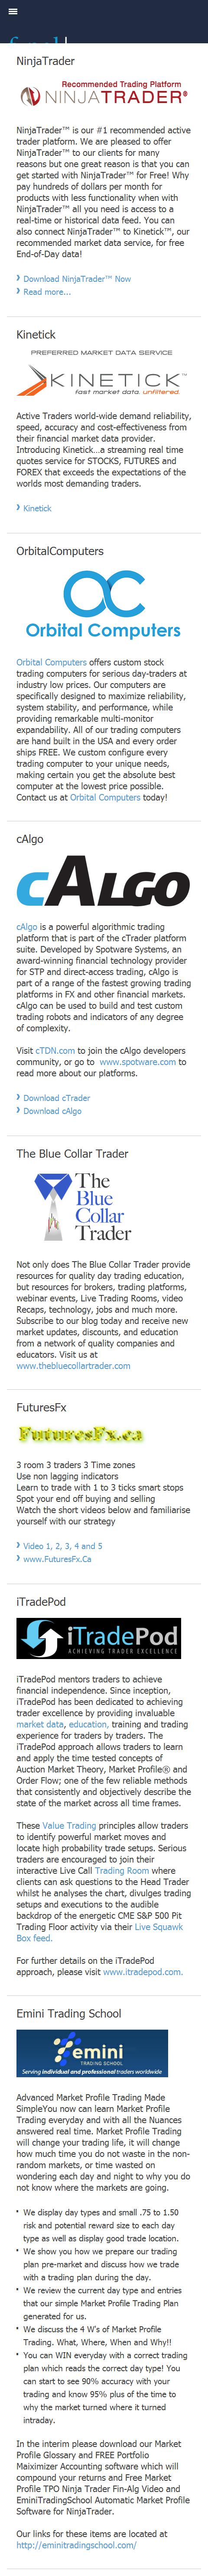 NinjaTrader
Recommended Trading Platform
NINJATRADER®
NinjaTrader™ is our #1 recommended active
trader platform. We are pleased to offer
NinjaTrader™ to our clients for many
reasons but one great reason is that you can
get started with NinjaTrader™ for Free! Why
pay hundreds of dollars per month for
products with less functionality when with
NinjaTrader™ all you need is access to a
real-time or historical data feed. You can
also connect NinjaTrader™ to Kinetick™, our
recommended market data service, for free
End-of-Day data!
Download NinjaTrader™ Now
Read more...
Kinetick
PREFERRED MARKET DATA SERVICE
KINETICK™
fast market data. unfiltered.
Active Traders world-wide demand reliability,
speed, accuracy and cost-effectiveness from
their financial market data provider.
Introducing Kinetick…a streaming real time
quotes service for STOCKS, FUTURES and
FOREX that exceeds the expectations of the
worlds most demanding traders.
Kinetick
OrbitalComputers
Orbital Computers
Orbital Computers offers custom stock
trading computers for serious day-traders at
industry low prices. Our computers are
specifically designed to maximize reliability,
system stability, and performance, while
providing remarkable multi-monitor
expandability. All of our trading computers
are hand built in the USA and every order
ships FREE. We custom configure every
trading computer to your unique needs,
making certain you get the absolute best
computer at the lowest price possible.
Contact us at Orbital Computers today!
cAlgo
cALGO
cAlgo is a powerful algorithmic trading
platform that is part of the cTrader platform
suite. Developed by Spotware Systems, an
award-winning financial technology provider
for STP and direct-access trading, cAlgo is
part of a range of the fastest growing trading
platforms in FX and other financial markets.
cAlgo can be used to build and test custom
trading robots and indicators of any degree
of complexity.
Visit cTDN.com to join the cAlgo developers
community, or go to www.spotware.com to
read more about our platforms.
Download cTrader
Download cAlgo
The Blue Collar Trader
The
Blue
Collar
Trader
Not only does The Blue Collar Trader provide
resources for quality day trading education,
but resources for brokers, trading platforms,
webinar events, Live Trading Rooms, video
Recaps, technology, jobs and much more.
Subscribe to our blog today and receive new
market updates, discounts, and education
from a network of quality companies and
educators. Visit us at
www.thebluecollartrader.com
FuturesFx
FuturesFx.ca
3 room 3 traders 3 Time zones
Use non lagging indicators
Learn to trade with 1 to 3 ticks smart stops
Spot your end off buying and selling
Watch the short videos below and familiarise
yourself with our strategy
Video 1, 2, 3, 4 and 5
www.FuturesFx.Ca
iTradePod
iTradePod
ACHIEVING TRADER EXCELLENCE
iTradePod mentors traders to achieve
financial independence. Since inception,
iTradePod has been dedicated to achieving
trader excellence by providing invaluable
market data, education, training and trading
experience for traders by traders. The
iTradePod approach allows traders to learn
and apply the time tested concepts of
Auction Market Theory, Market Profile® and
Order Flow; one of the few reliable methods
that consistently and objectively describe the
state of the market across all time frames.
These Value Trading principles allow traders
to identify powerful market moves and
locate high probability trade setups. Serious
traders are encouraged to join their
interactive Live Call Trading Room where
clients can ask questions to the Head Trader
whilst he analyses the chart, divulges trading
setups and executions to the audible
backdrop of the energetic CME S&P 500 Pit
Trading Floor activity via their Live Squawk
Box feed.
For further details on the iTradePod
approach, please visit www.itradepod.com.
Emini Trading School
emini
TRADING SCHOOL
Serving individual and professional traders worldwide
Advanced Market Profile Trading Made
SimpleYou now can learn Market Profile
Trading everyday and with all the Nuances
answered real time. Market Profile Trading
will change your trading life, it will change
how much time you do not waste in the non-
random markets, or time wasted on
wondering each day and night to why you do
not know where the markets are going.
We display day types and small .75 to 1.50
risk and potential reward size to each day
type as well as display good trade location.
We show you how we prepare our trading
plan pre-market and discuss how we trade
with a trading plan during the day.
We review the current day type and entries
that our simple Market Profile Trading Plan
generated for us.
We discuss the 4 W's of Market Profile
Trading. What, Where, When and Why!!
You can WIN everyday with a correct trading
plan which reads the correct day type! You
can start to see 90% accuracy with your
trading and know 95% plus of the time to
why the market turned where it turned
intraday.
In the interim please download our Market
Profile Glossary and FREE Portfolio
Maiximizer Accounting software which will
compound your returns and Free Market
Profile TPO Ninja Trader Fin-Alg Video and
EminiTradingSchool Automatic Market Profile
Software for NinjaTrader.
Our links for these items are located at
http://eminitradingschool.com/